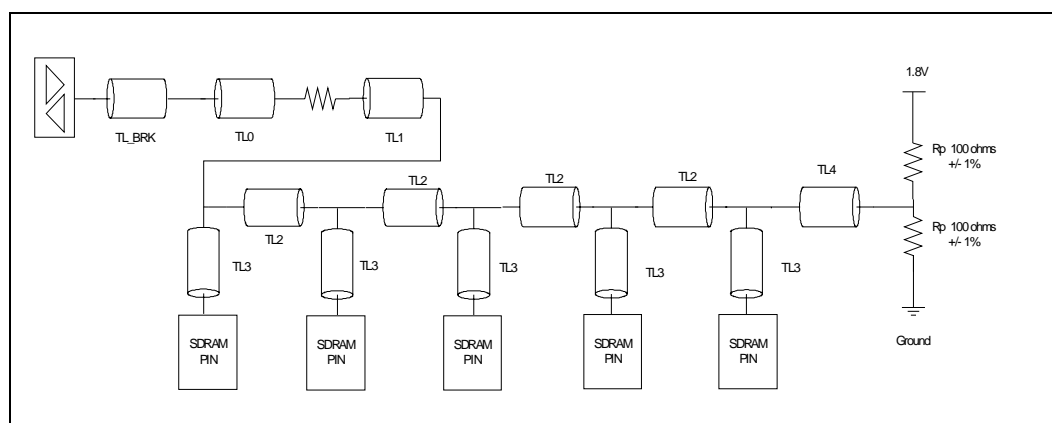 1.8V
TL_BRK
TL0
TL1
Rp 100 ohms
+/- 1%
TL2
TL2
TL2
TL4
TL2
Rp 100 ohms
+/- 1%
TL3
TL3
TL3
TL3
TL3
SDRAM
PIN
SDRAM
PIN
SDRAM
PIN
SDRAM
PIN
SDRAM
PIN
Ground